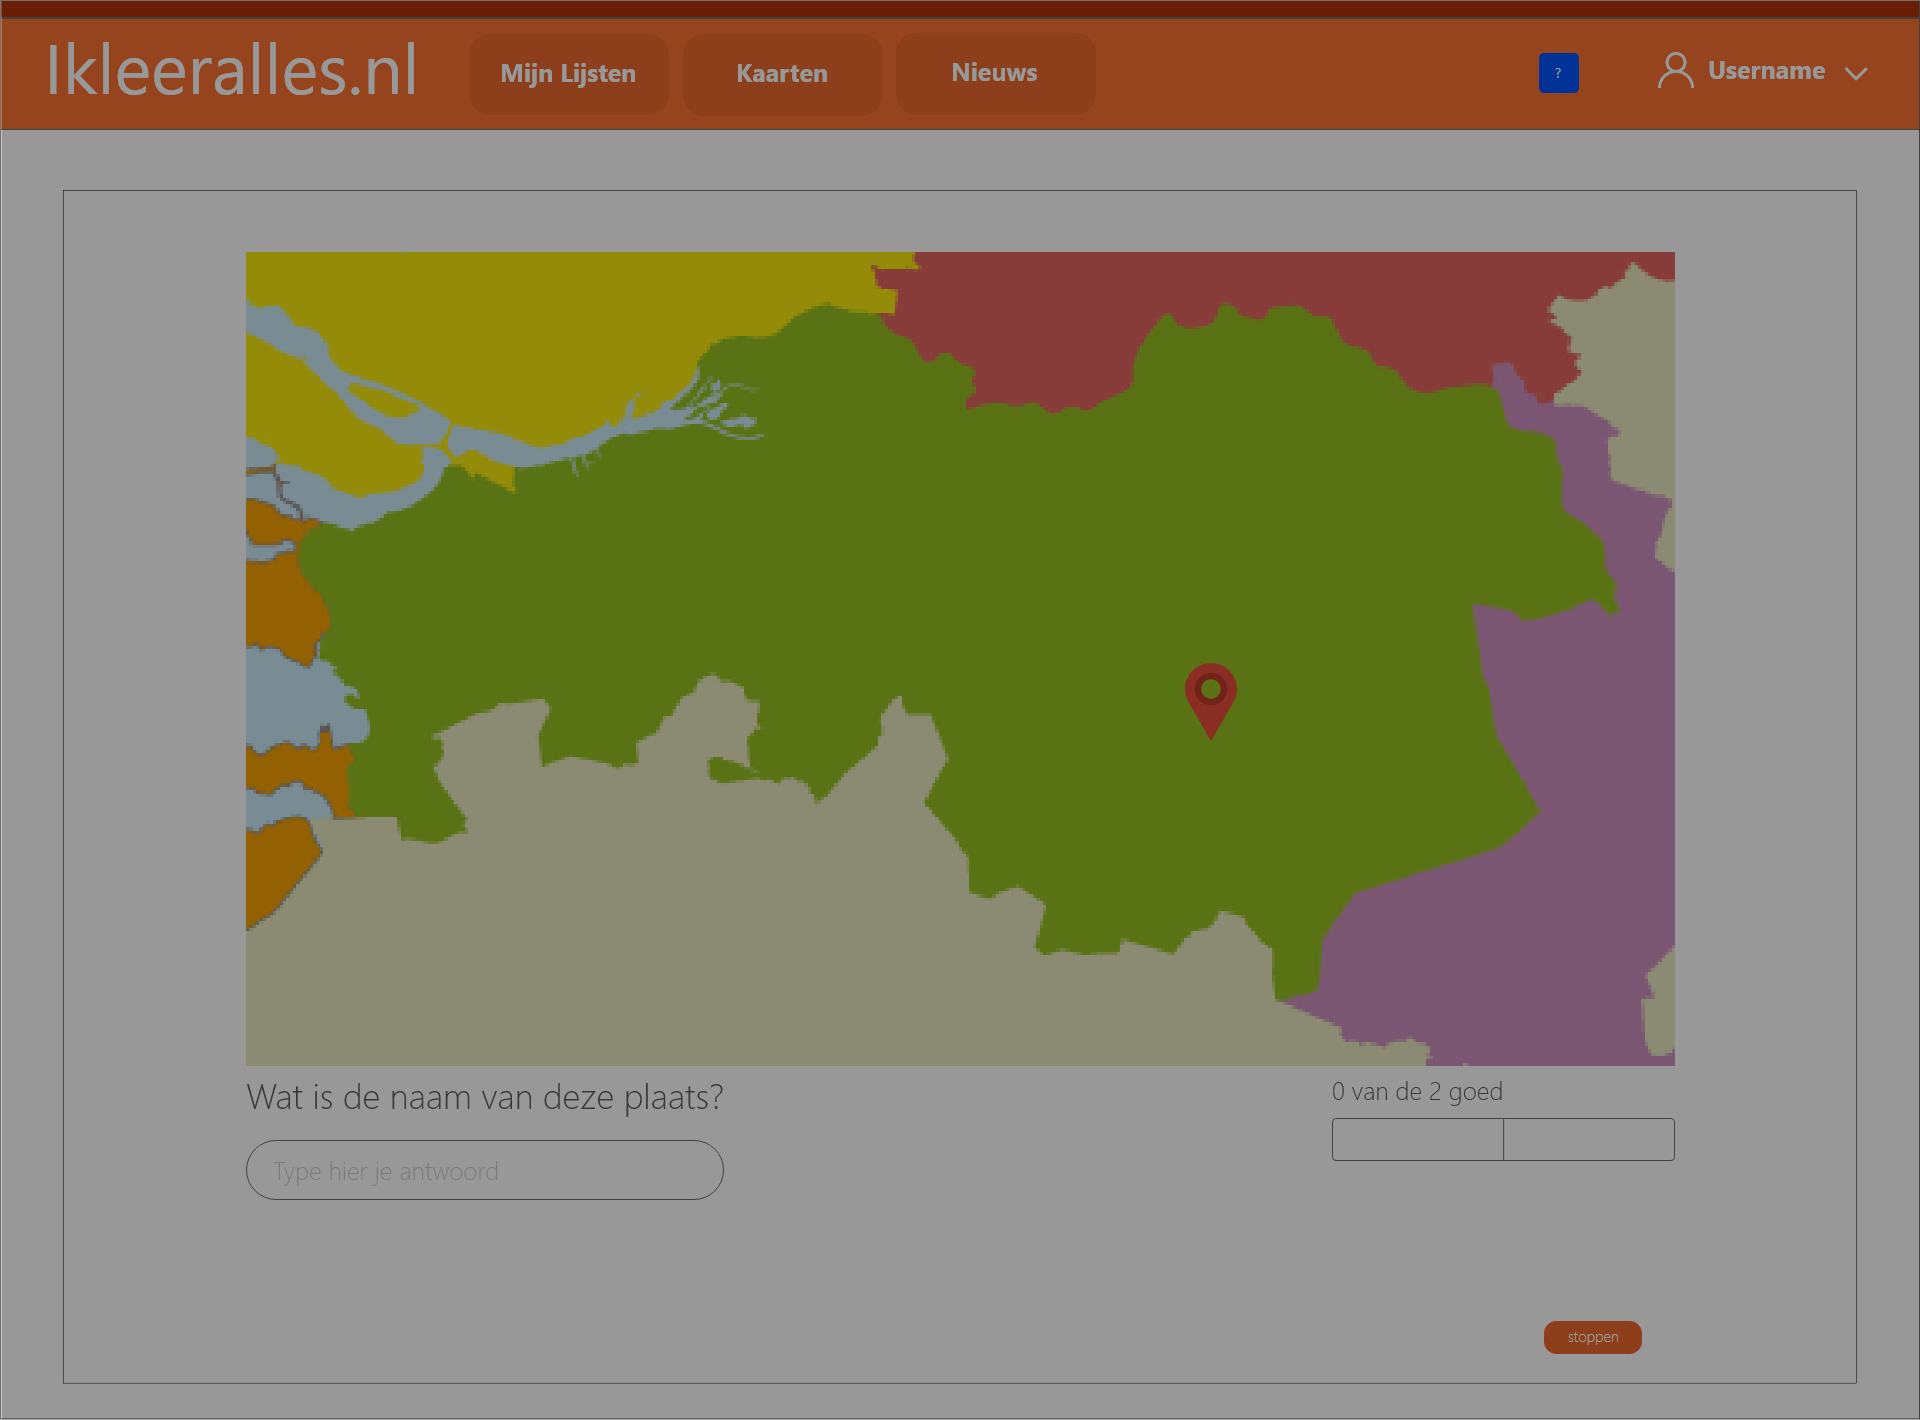 Ikleeralles.nl
Mijn Lijsten
Kaarten
Nieuws
?
Username
Wat is de naam van deze plaats?
0 van de 2 goed
Type hier je antwoord
stoppen